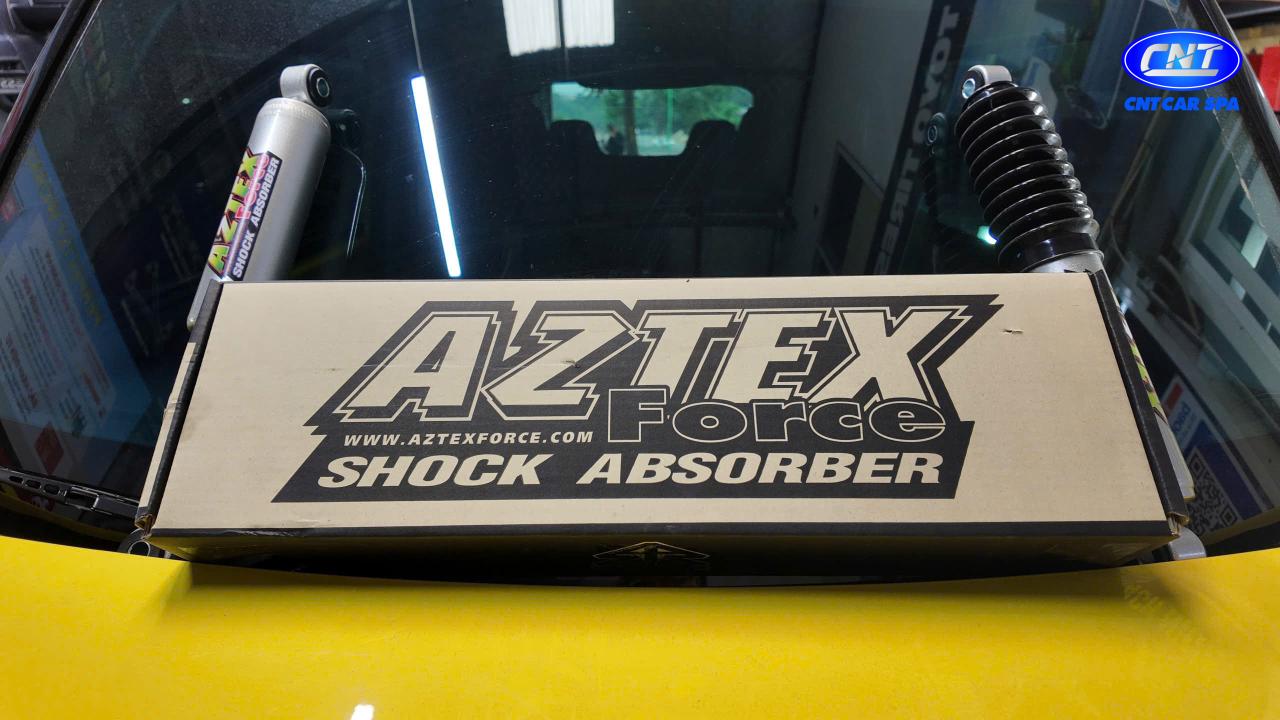 CNT
CNT CAR SPA
AZTEX
SHOCK ABSORBER
AZTEX
Force
WWW.AZTEXFORCE.COM
SHOCK ABSORBER